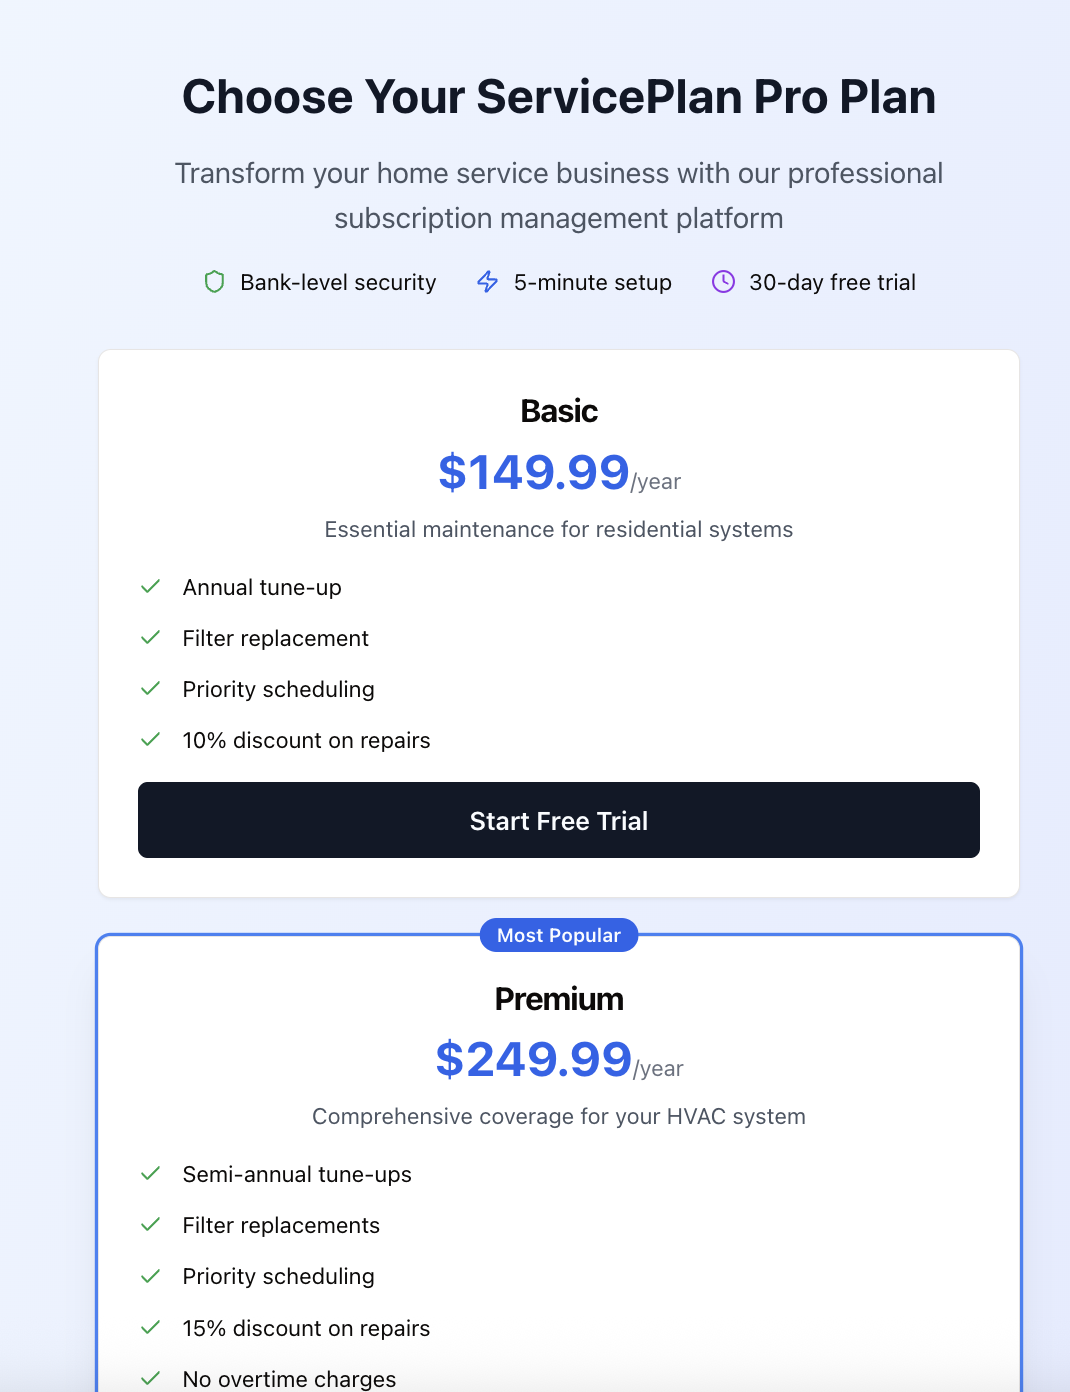 Choose Your ServicePlan Pro Plan
Transform your home service business with our professional
subscription management platform
Bank-level security 5-minute setup 30-day free trial
Basic
$149.99/year
Essential maintenance for residential systems
Annual tune-up
Filter replacement
Priority scheduling
10% discount on repairs
Start Free Trial
Most Popular
Premium
$249.99/year
Comprehensive coverage for your HVAC system
Semi-annual tune-ups
Filter replacements
Priority scheduling
15% discount on repairs
No overtime charges